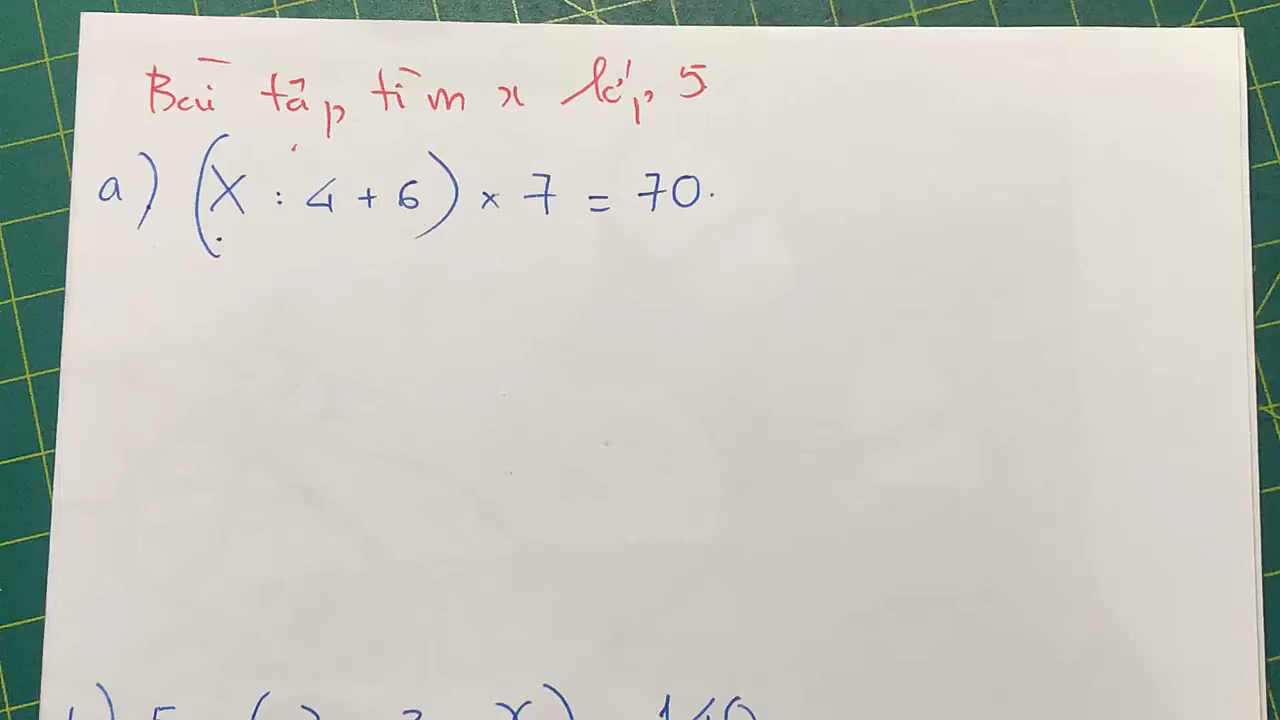 Bài tập tìm x lớp 5
a) (X : 4 + 6) × 7 = 70.